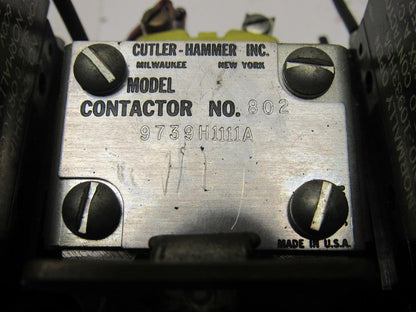 CUTLER-HAMMER INC.
MILWAUKEE NEW YORK
MODEL
CONTACTOR NO. 802
9739H1111A
MADE IN U.S.A.